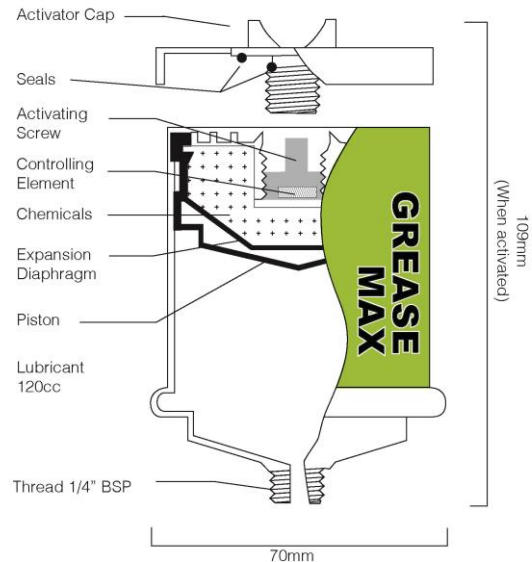 Activator Cap
Seals
Activating
Screw
Controlling
Element
Chemicals
Expansion
Diaphragm
Piston
Lubricant
120cc
Thread 1/4" BSP
GREASE
MAX
109mm
(When activated)
70mm